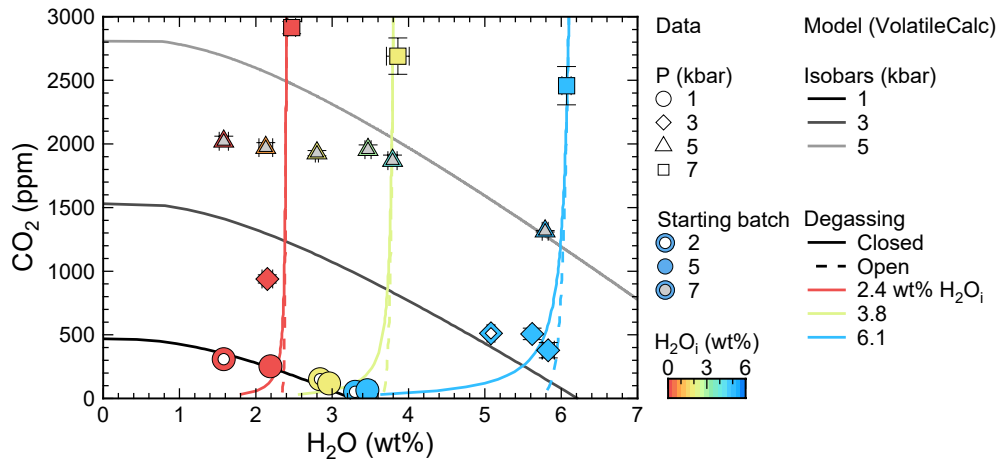 3000
2500
2000
1500
1000
500
0
CO2 (ppm)
0 1 2 3 4 5 6 7
H2O (wt%)
Data
P (kbar)
1
3
5
7
Starting batch
2
5
7
H2Oi (wt%)
0 3 6
Model (VolatileCalc)
Isobars (kbar)
1
3
5
Degassing
Closed
Open
2.4 wt% H2Oi
3.8
6.1